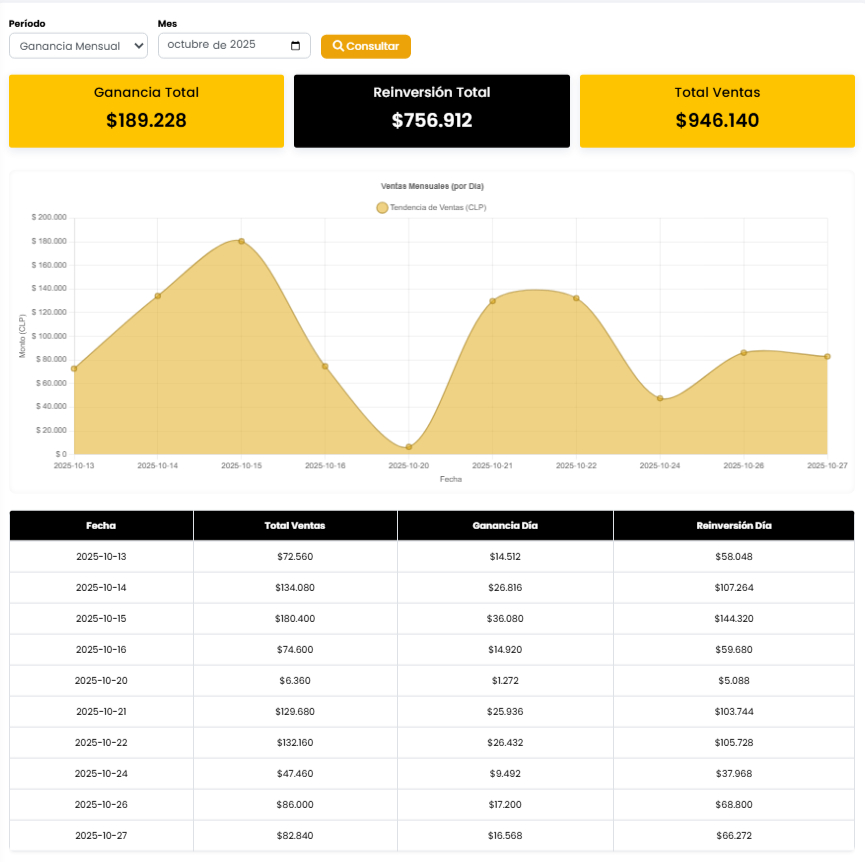 Período Mes
Ganancia Mensual octubre de 2025 Consultar
Ganancia Total Reinversión Total Total Ventas
$189.228 $756.912 $946.140
Ventas Mensuales (por Día)
Tendencia de Ventas (CLP)
$ 200.000
$ 180.000
$ 160.000
$ 140.000
$ 120.000
$ 100.000
$ 80.000
$ 60.000
$ 40.000
$ 20.000
$ 0
Monto (CLP)
2025-10-13 2025-10-14 2025-10-15 2025-10-16 2025-10-20 2025-10-21 2025-10-22 2025-10-24 2025-10-26 2025-10-27
Fecha
Fecha Total Ventas Ganancia Día Reinversión Día
2025-10-13 $72.560 $14.512 $58.048
2025-10-14 $134.080 $26.816 $107.264
2025-10-15 $180.400 $36.080 $144.320
2025-10-16 $74.600 $14.920 $59.680
2025-10-20 $6.360 $1.272 $5.088
2025-10-21 $129.680 $25.936 $103.744
2025-10-22 $132.160 $26.432 $105.728
2025-10-24 $47.460 $9.492 $37.968
2025-10-26 $86.000 $17.200 $68.800
2025-10-27 $82.840 $16.568 $66.272